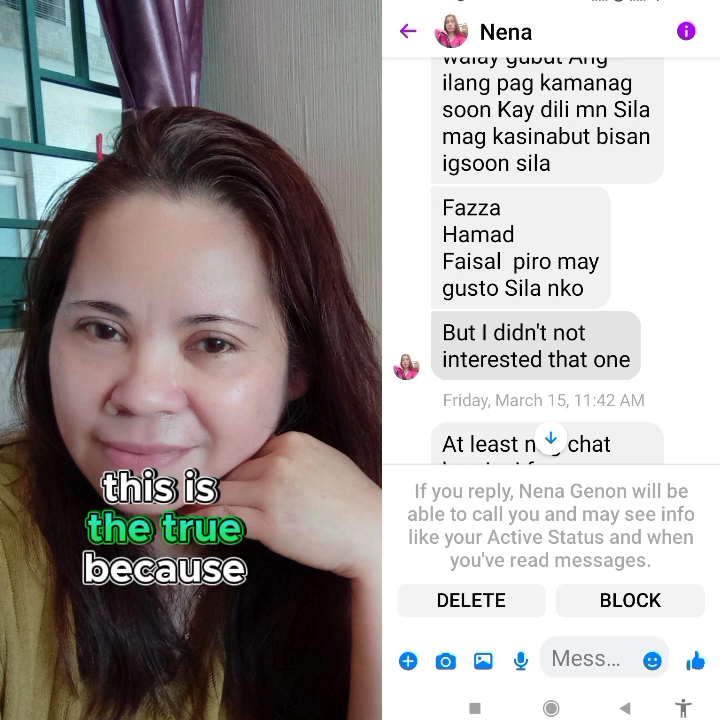 this is
the true
because
Nena
walay gubut Ang
ilang pag kamanag
soon Kay dili mn Sila
mag kasinabut bisan
igsoon sila
Fazza
Hamad
Faisal piro may
gusto Sila nko
But I didn't not
interested that one
Friday, March 15, 11:42 AM
At least chat
If you reply, Nena Genon will be
able to call you and may see info
like your Active Status and when
you've read messages.
DELETE
BLOCK
Mess...